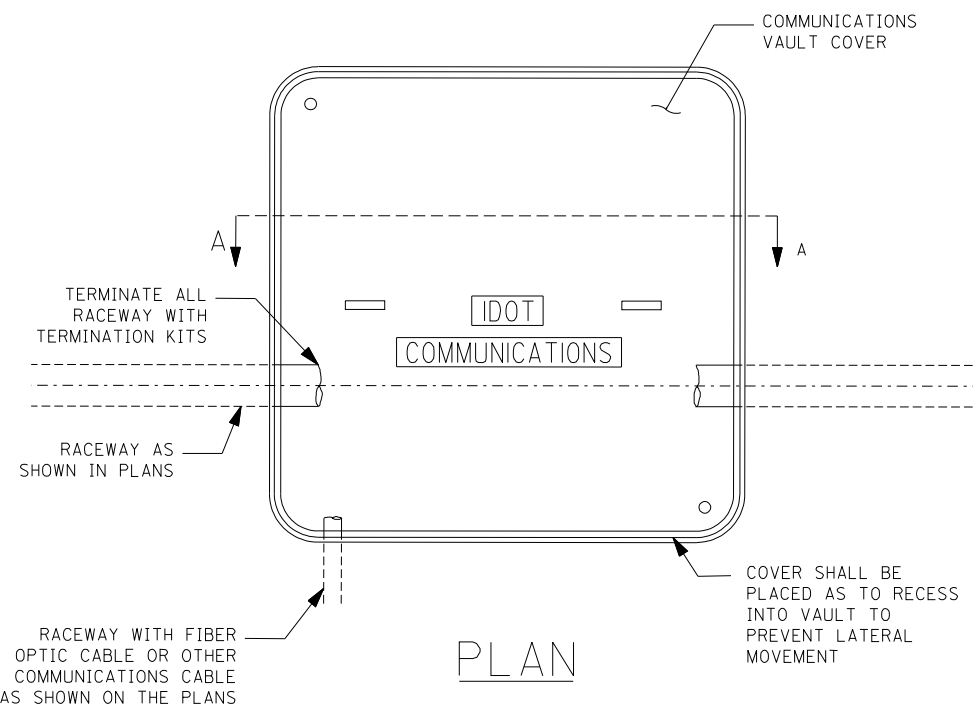 COMMUNICATIONS
VAULT COVER
A
A
TERMINATE ALL
RACEWAY WITH
TERMINATION KITS
IDOT
COMMUNICATIONS
RACEWAY AS
SHOWN IN PLANS
COVER SHALL BE
PLACED AS TO RECESS
INTO VAULT TO
PREVENT LATERAL
MOVEMENT
RACEWAY WITH FIBER
OPTIC CABLE OR OTHER
COMMUNICATIONS CABLE
AS SHOWN ON THE PLANS
PLAN